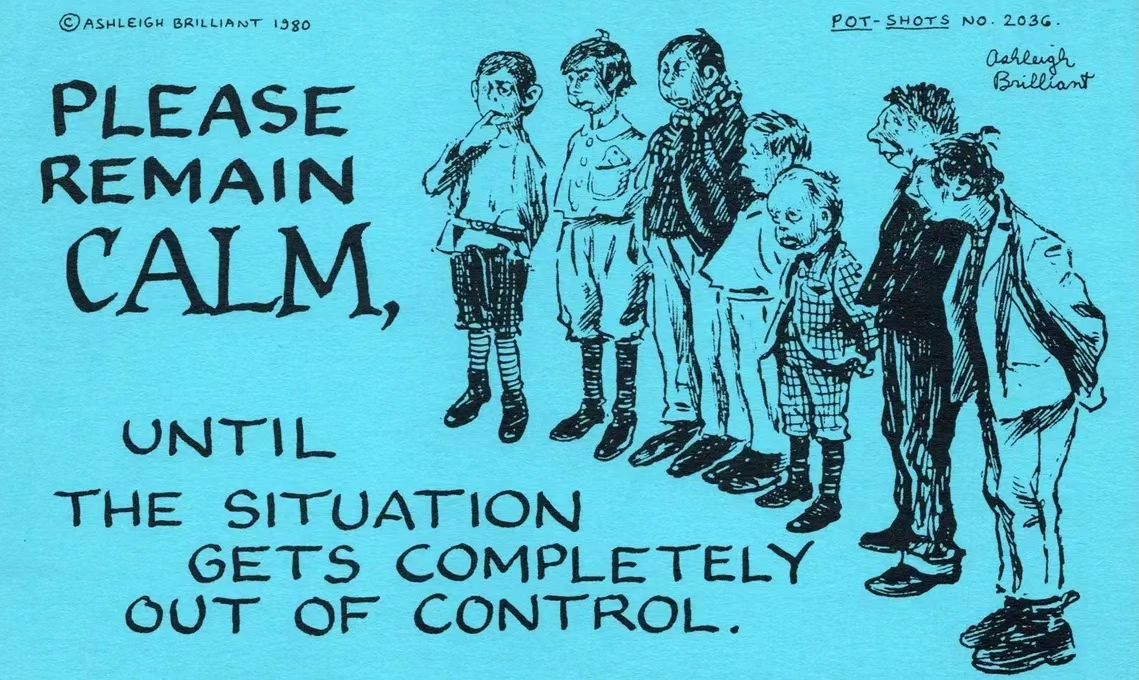 © ASHLEIGH BRILLIANT 1980
POT-SHOTS NO. 2036.
Ashleigh
Brilliant
PLEASE
REMAIN
CALM,
UNTIL
THE SITUATION
GETS COMPLETELY
OUT OF CONTROL.